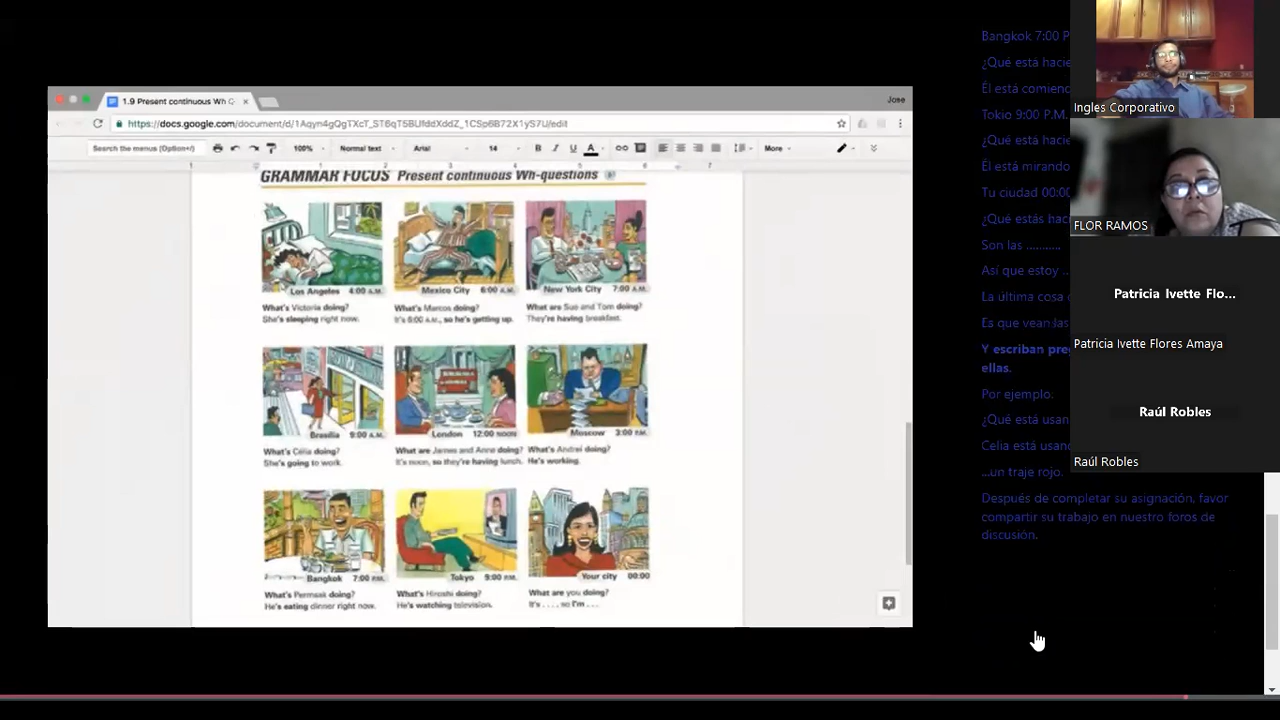 1.9 Present continuous Wh Q
Jose
https://docs.google.com/document/d/1Aqyn4gQgTXcT_ST6qT5BUfddXddZ_1CSp6B72X1yS7U/edit
Search the menus (Option+/)
100%
Normal text
Arial
14
B I U A
More
GRAMMAR FOCUS Present continuous Wh-questions
Los Angeles 4:00 A.M.
What's Victoria doing?
She's sleeping right now.
Mexico City 6:00 A.M.
What's Marcos doing?
It's 6:00 A.M., so he's getting up.
New York City 7:00 A.M.
What are Sue and Tom doing?
They're having breakfast.
Brasilia 9:00 A.M.
What's Celia doing?
She's going to work.
London 12:00 NOON
What are James and Anne doing?
It's noon, so they're having lunch.
Moscow 3:00 P.M.
What's Andrei doing?
He's working.
Bangkok 7:00 P.M.
What's Permsak doing?
He's eating dinner right now.
Tokyo 9:00 P.M.
What's Hiroshi doing?
He's watching television.
Your city 00:00
What are you doing?
It's . . . , so I'm . . .
Bangkok 7:00 P
¿Qué está
Él está
Tokio 9:00 P.M.
¿Qué está
Él está
Tu ciudad 00:00
¿Qué estás
Son las ..........
Así que estoy
La última cosa
Es que vean las
Y escriban
ellas.
Por ejemplo:
¿Qué está
Celia está
...un traje rojo.
Después de completar su asignación, favor
compartir su trabajo en nuestro foros de
discusión.
Ingles Corporativo
FLOR RAMOS
Patricia Ivette Flo...
Patricia Ivette Flores Amaya
Raúl Robles
Raúl Robles